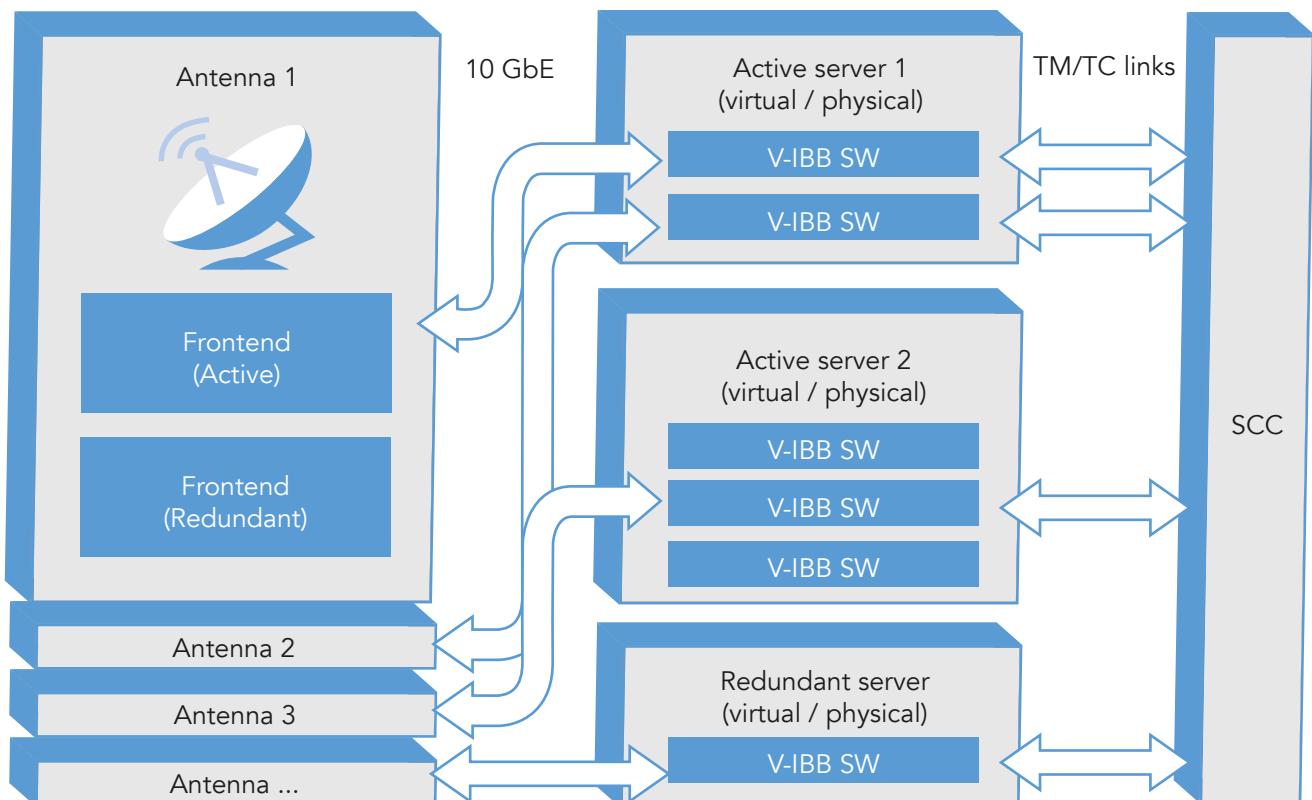 Antenna 1
Frontend
(Active)
Frontend
(Redundant)
Antenna 2
Antenna 3
Antenna ...
10 GbE
Active server 1
(virtual / physical)
V-IBB SW
V-IBB SW
Active server 2
(virtual / physical)
V-IBB SW
V-IBB SW
V-IBB SW
Redundant server
(virtual / physical)
V-IBB SW
TM/TC links
SCC